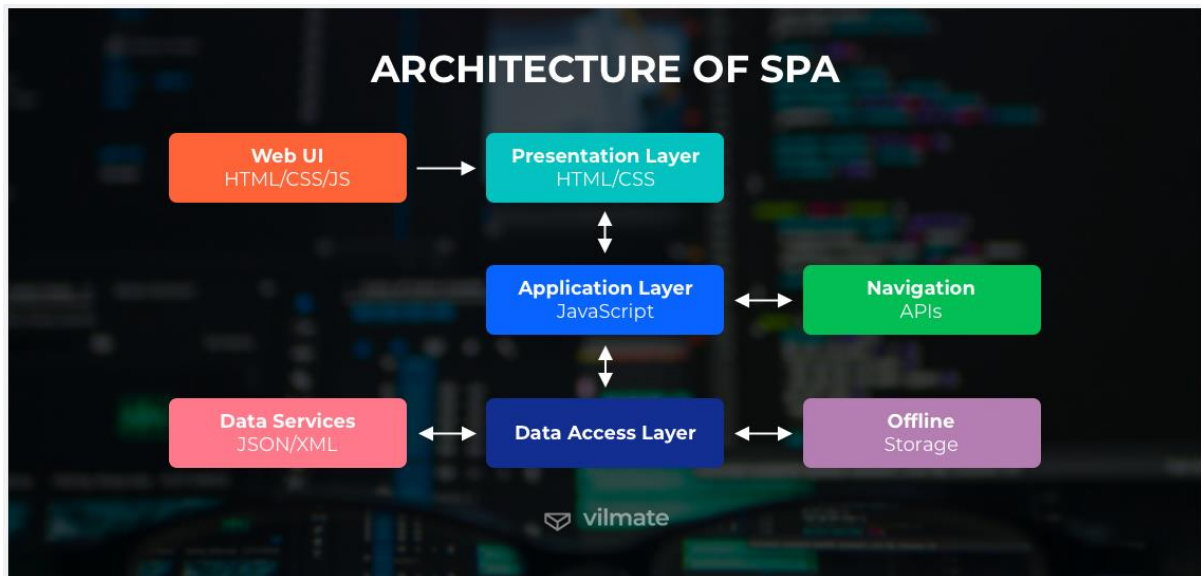 ARCHITECTURE OF SPA
Web UI
HTML/CSS/JS
Presentation Layer
HTML/CSS
Application Layer
JavaScript
Navigation
APIs
Data Services
JSON/XML
Data Access Layer
Offline
Storage
vilmate